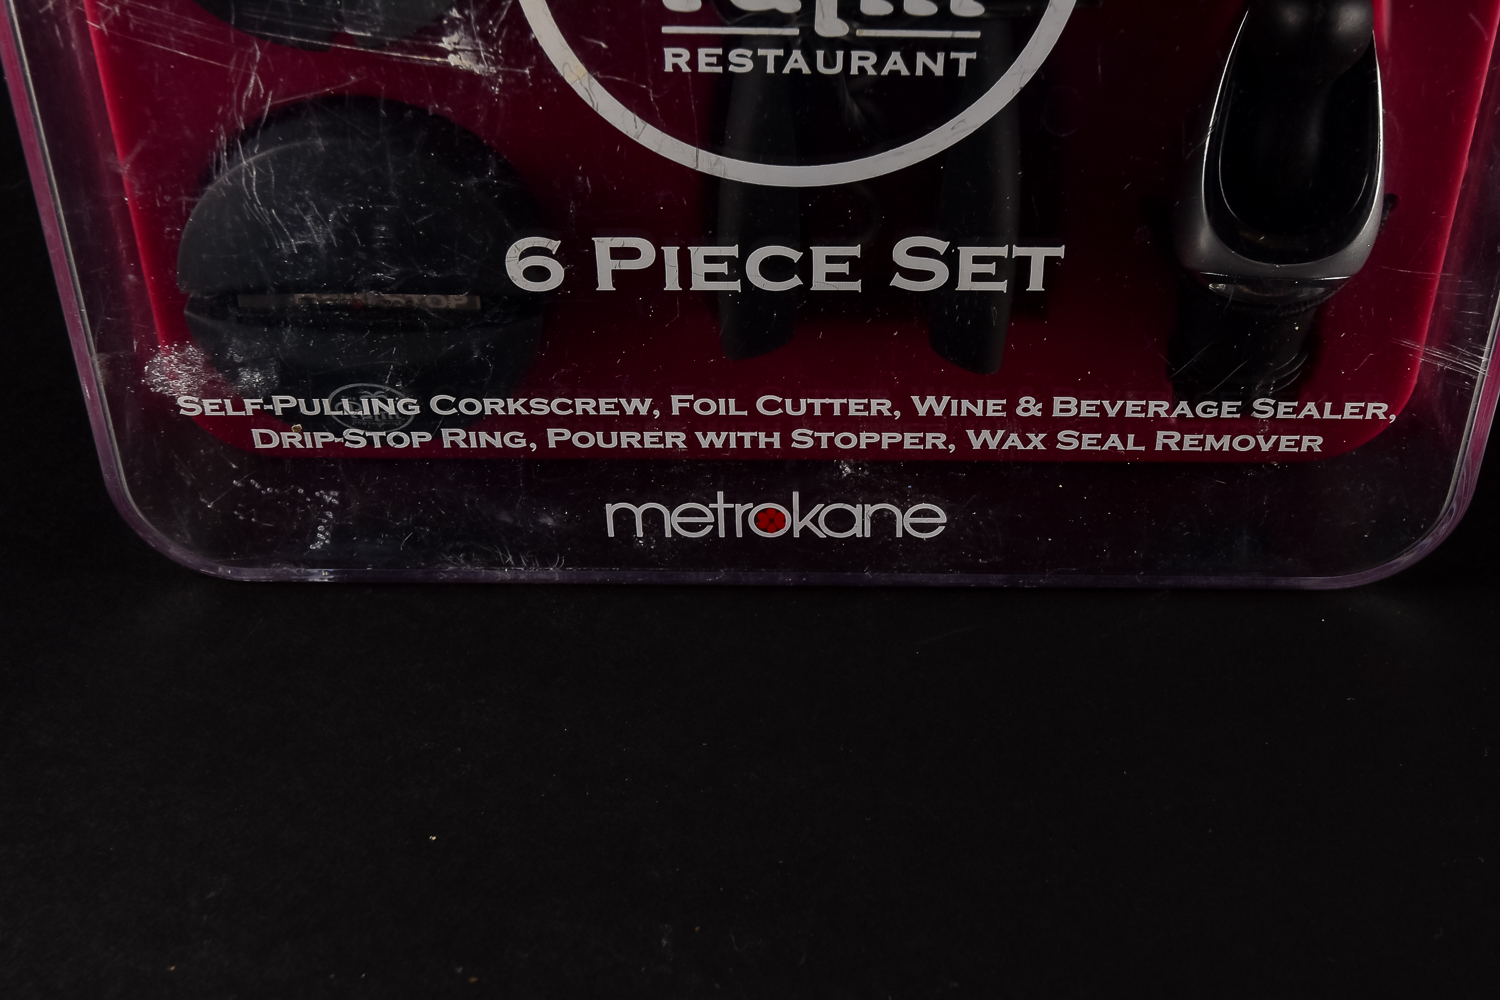 RESTAURANT
6 PIECE SET
SELF-PULLING CORKSCREW, FOIL CUTTER, WINE & BEVERAGE SEALER,
DRIP-STOP RING, POURER WITH STOPPER, WAX SEAL REMOVER
metrokane